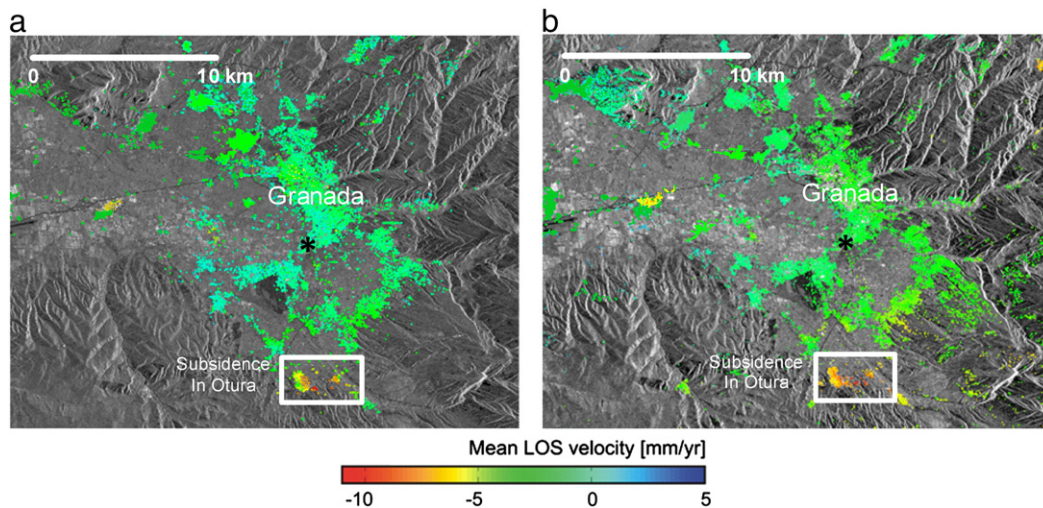 a
0
10 km
Granada
*
Subsidence
In Otura
b
0
10 km
Granada
*
Subsidence
In Otura
Mean LOS velocity [mm/yr]
-10
-5
0
5